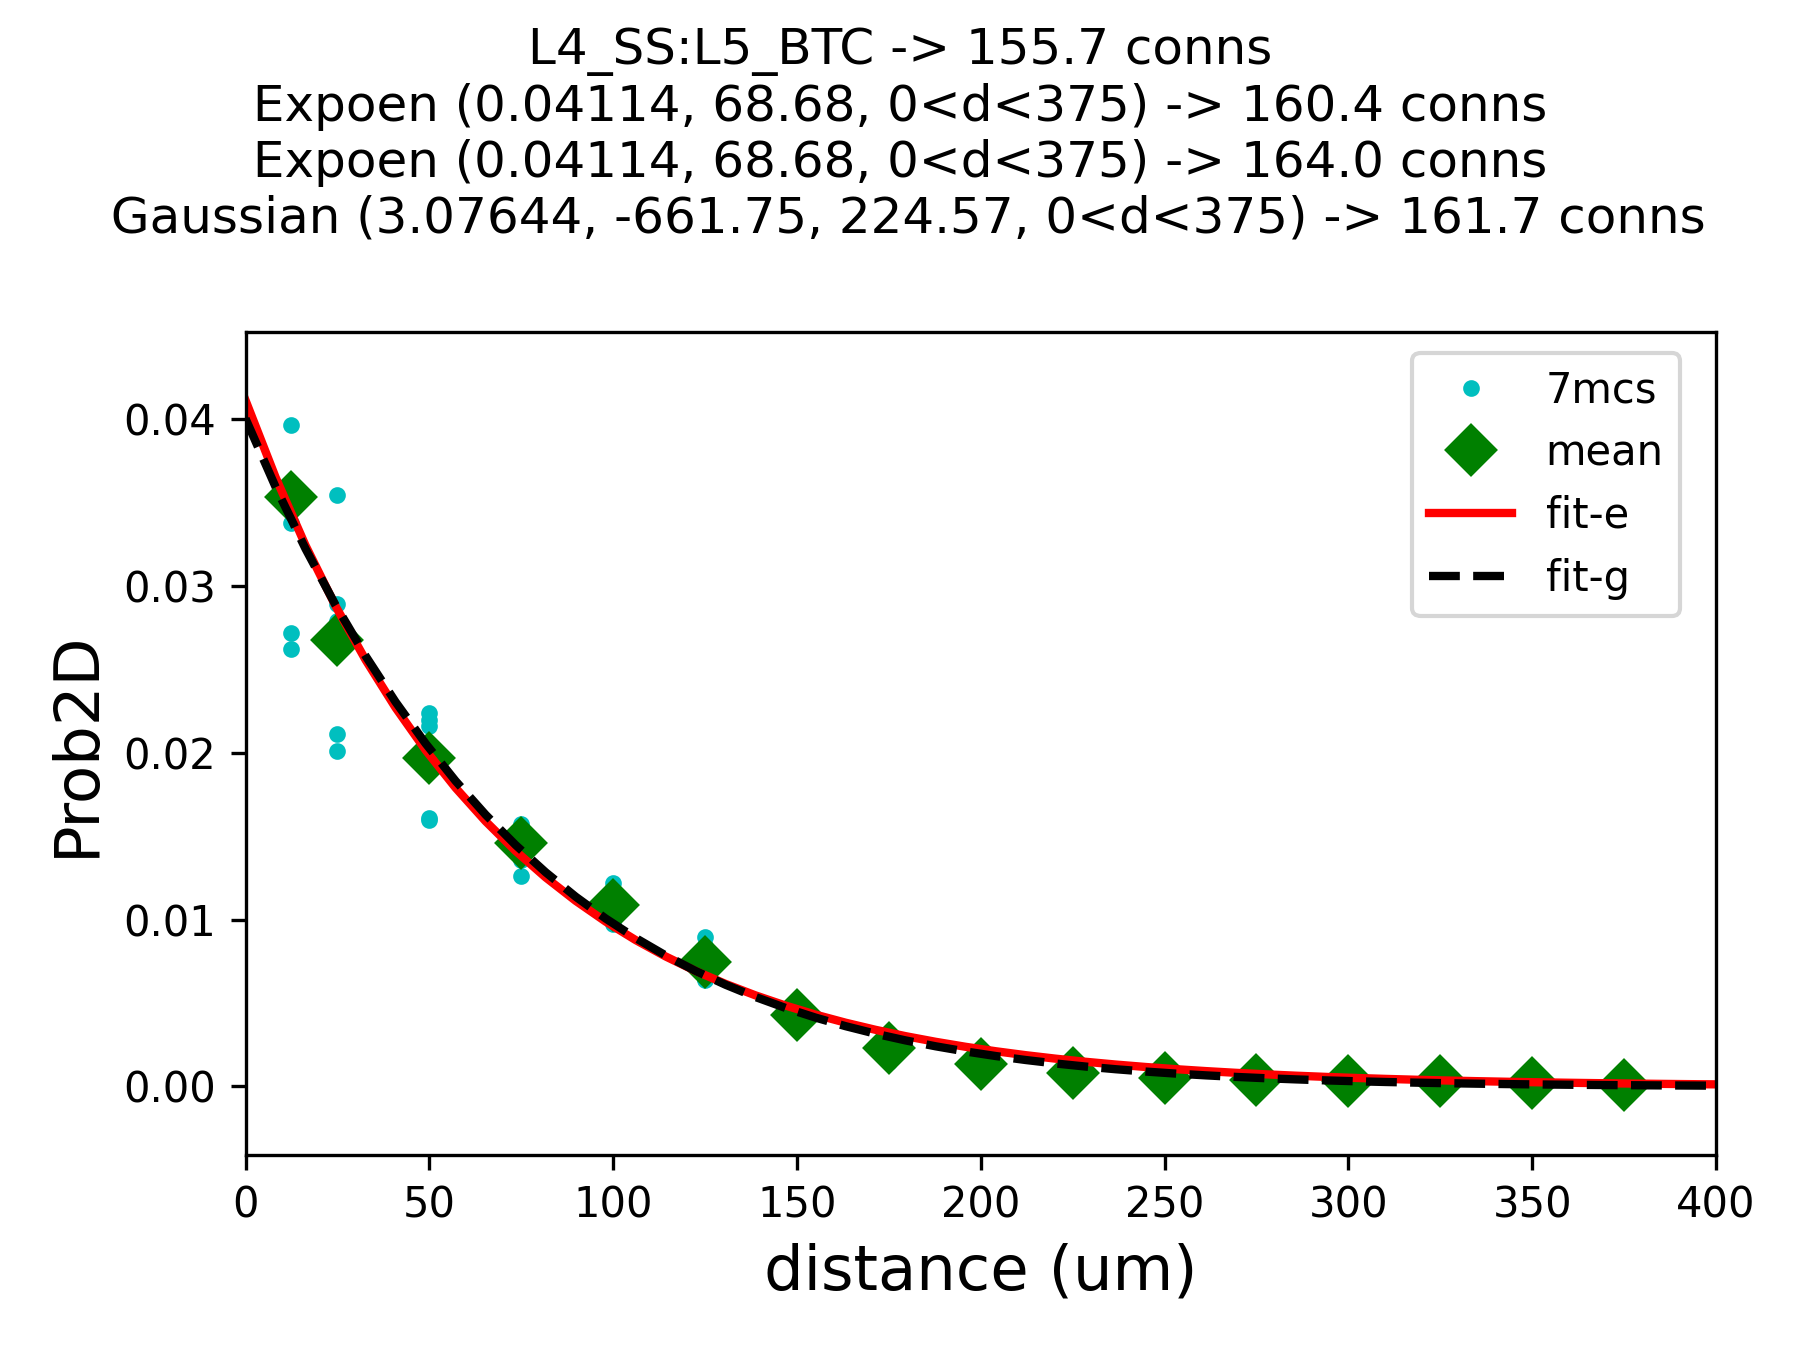 L4_SS:L5_BTC -> 155.7 conns
Expoen (0.04114, 68.68, 0<d<375) -> 160.4 conns
Expoen (0.04114, 68.68, 0<d<375) -> 164.0 conns
Gaussian (3.07644, -661.75, 224.57, 0<d<375) -> 161.7 conns
7mcs
mean
fit-e
fit-g
Prob2D
0.04
0.03
0.02
0.01
0.00
0 50 100 150 200 250 300 350 400
distance (um)